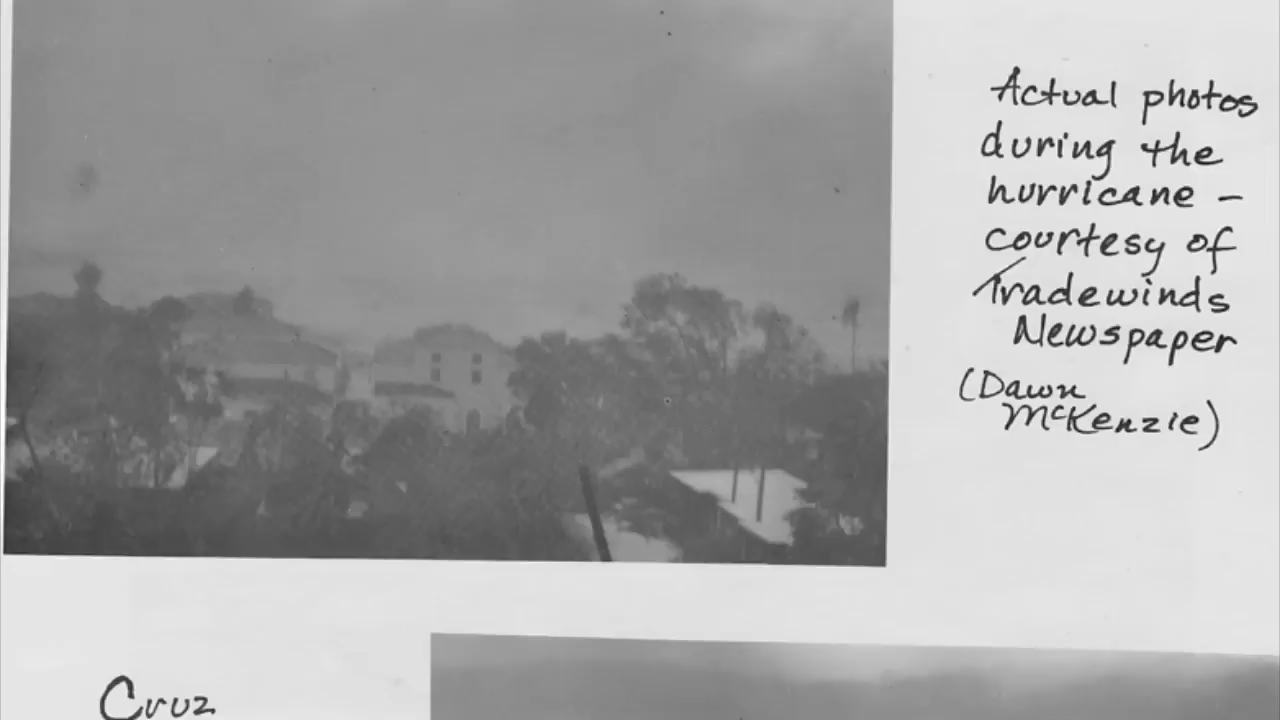 Actual photos
during the
hurricane -
courtesy of
Tradewinds
Newspaper
(Dawn
McKenzie)
Cruz